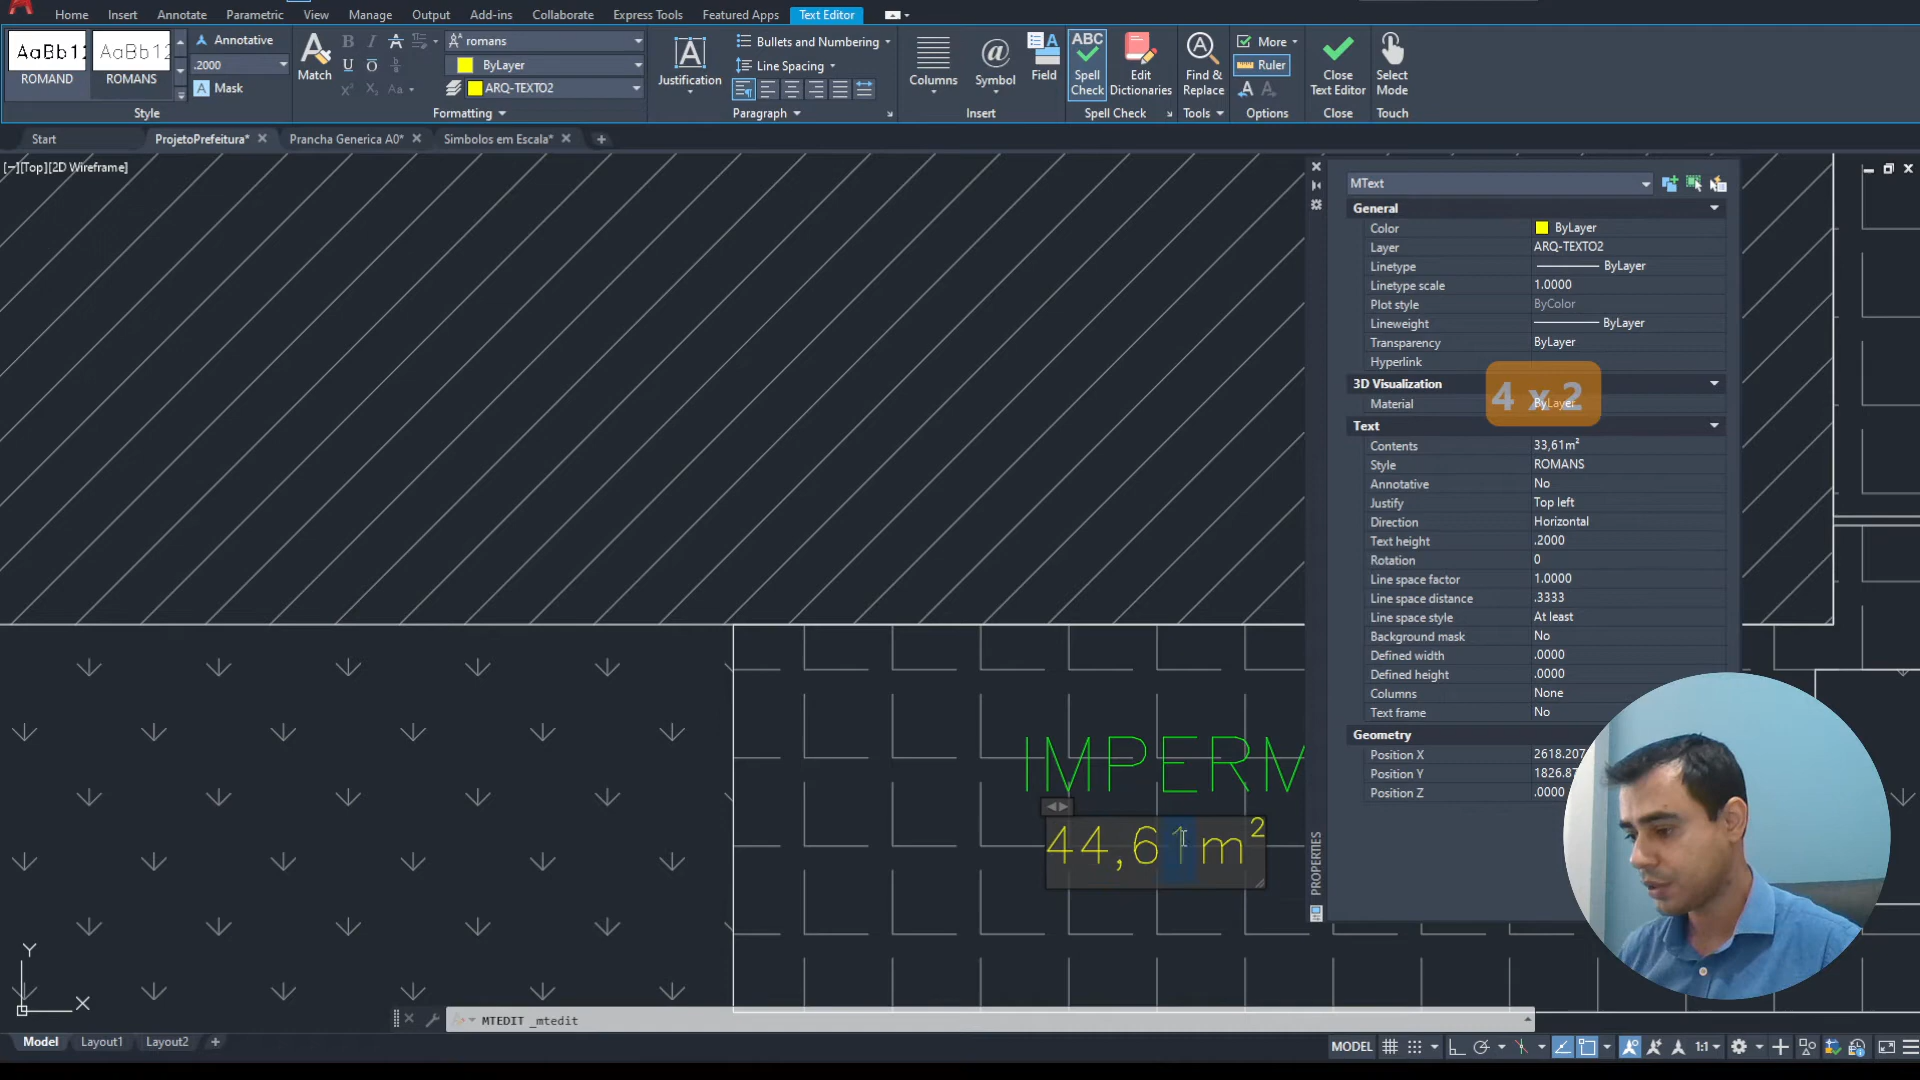 Home Insert Annotate Parametric View Manage Output Add-ins Collaborate Express Tools Featured Apps Text Editor
AaBb12 AaBb12 Annotative
ROMAND ROMANS .2000
Mask
Style
Match
romans
ByLayer
ARQ-TEXTO2
Formatting
Justification
Bullets and Numbering
Line Spacing
Paragraph
Columns Symbol Field
Insert
ABC
Spell Check
Edit Dictionaries
Spell Check
Find & Replace
Tools
More
Ruler
Options
Close Text Editor
Close
Select Mode
Touch
Start ProjetoPrefeitura* Prancha Generica A0* Simbolos em Escala*
[−][Top][2D Wireframe]
MText
General
Color ByLayer
Layer ARQ-TEXTO2
Linetype ByLayer
Linetype scale 1.0000
Plot style ByColor
Lineweight ByLayer
Transparency ByLayer
Hyperlink
3D Visualization
4 x 2
Material ByLayer
Text
Contents 33,61m²
Style ROMANS
Annotative No
Justify Top left
Direction Horizontal
Text height .2000
Rotation 0
Line space factor 1.0000
Line space distance .3333
Line space style At least
Background mask No
Defined width .0000
Defined height .0000
Columns None
Text frame No
Geometry
Position X 2618.207
Position Y 1826.87
Position Z .0000
PROPERTIES
IMPERM
44,61m²
Y
X
MTEDIT _mtedit
Model Layout1 Layout2
MODEL 1:1